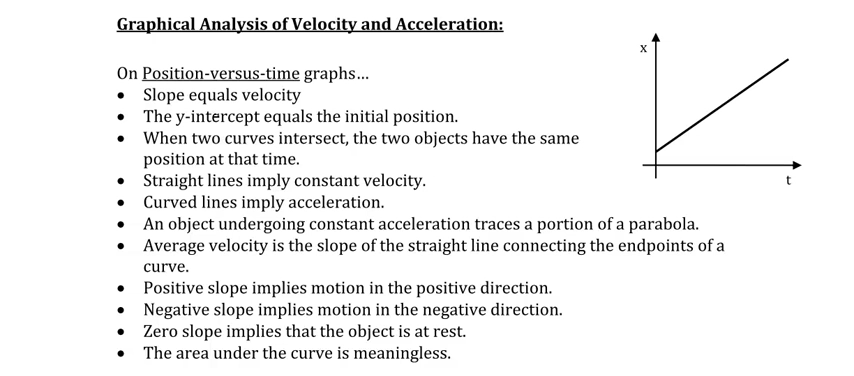 Graphical Analysis of Velocity and Acceleration:
x
On Position-versus-time graphs...
• Slope equals velocity
• The y-intercept equals the initial position.
• When two curves intersect, the two objects have the same
position at that time.
• Straight lines imply constant velocity.
t
• Curved lines imply acceleration.
• An object undergoing constant acceleration traces a portion of a parabola.
• Average velocity is the slope of the straight line connecting the endpoints of a
curve.
• Positive slope implies motion in the positive direction.
• Negative slope implies motion in the negative direction.
• Zero slope implies that the object is at rest.
• The area under the curve is meaningless.